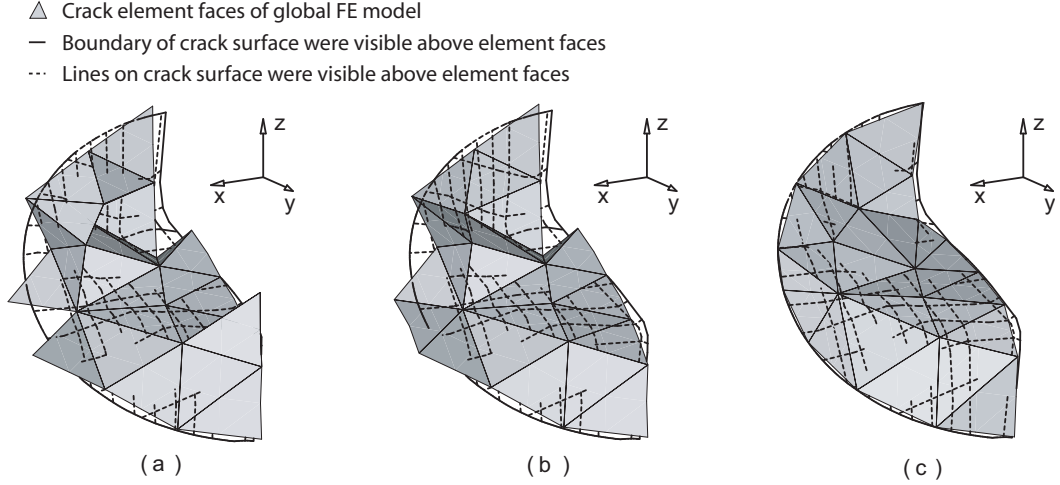 Crack element faces of global FE model
Boundary of crack surface were visible above element faces
Lines on crack surface were visible above element faces
z
x
y
z
x
y
z
x
y
(a)
(b)
(c)